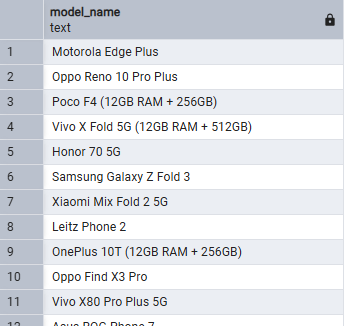 model_name
text
1 Motorola Edge Plus
2 Oppo Reno 10 Pro Plus
3 Poco F4 (12GB RAM + 256GB)
4 Vivo X Fold 5G (12GB RAM + 512GB)
5 Honor 70 5G
6 Samsung Galaxy Z Fold 3
7 Xiaomi Mix Fold 2 5G
8 Leitz Phone 2
9 OnePlus 10T (12GB RAM + 256GB)
10 Oppo Find X3 Pro
11 Vivo X80 Pro Plus 5G
12 Asus ROG Phone 7